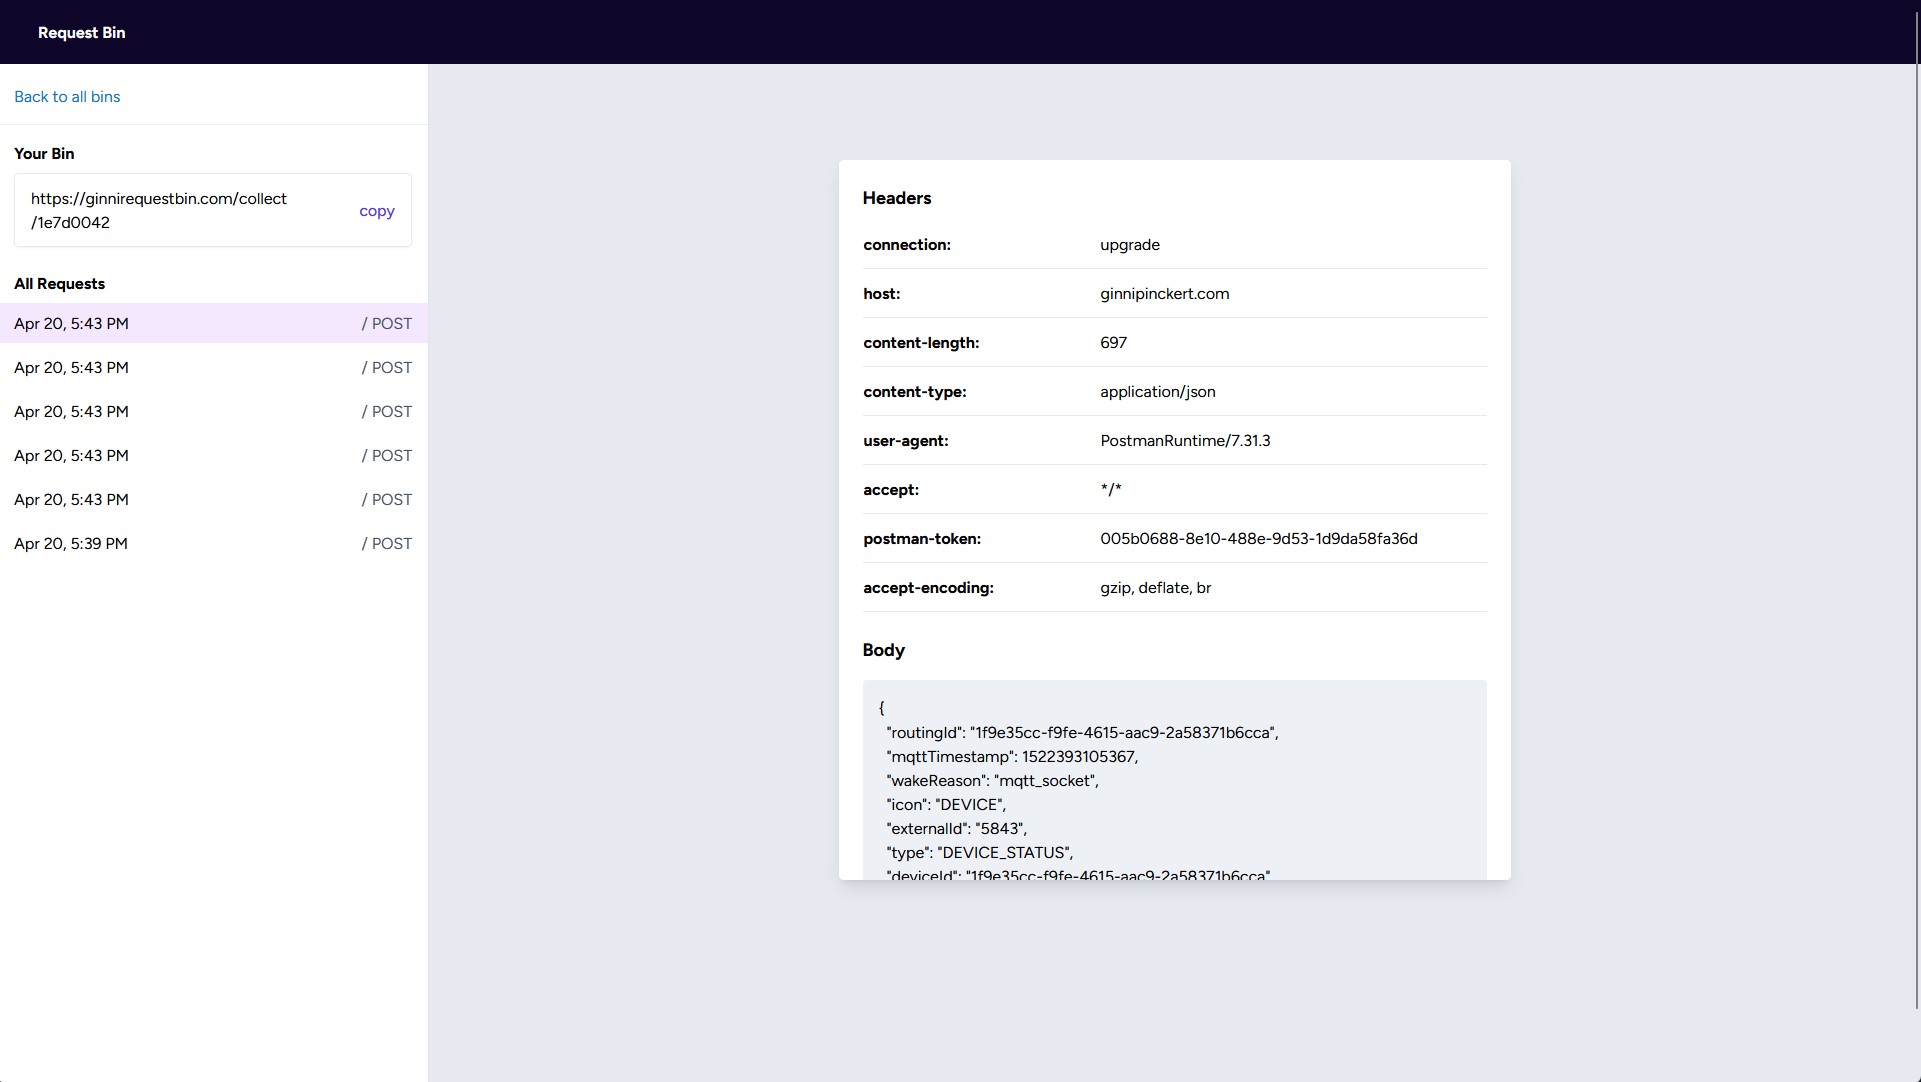 Request Bin
Back to all bins
Your Bin
https://ginnirequestbin.com/collect
/1e7d0042
copy
All Requests
Apr 20, 5:43 PM / POST
Apr 20, 5:43 PM / POST
Apr 20, 5:43 PM / POST
Apr 20, 5:43 PM / POST
Apr 20, 5:43 PM / POST
Apr 20, 5:39 PM / POST
Headers
connection: upgrade
host: ginnipinckert.com
content-length: 697
content-type: application/json
user-agent: PostmanRuntime/7.31.3
accept: */*
postman-token: 005b0688-8e10-488e-9d53-1d9da58fa36d
accept-encoding: gzip, deflate, br
Body
{
"routingId": "1f9e35cc-f9fe-4615-aac9-2a58371b6cca",
"mqttTimestamp": 1522393105367,
"wakeReason": "mqtt_socket",
"icon": "DEVICE",
"externalId": "5843",
"type": "DEVICE_STATUS",
"deviceId": "1f9e35cc-f9fe-4615-aac9-2a58371b6cca"